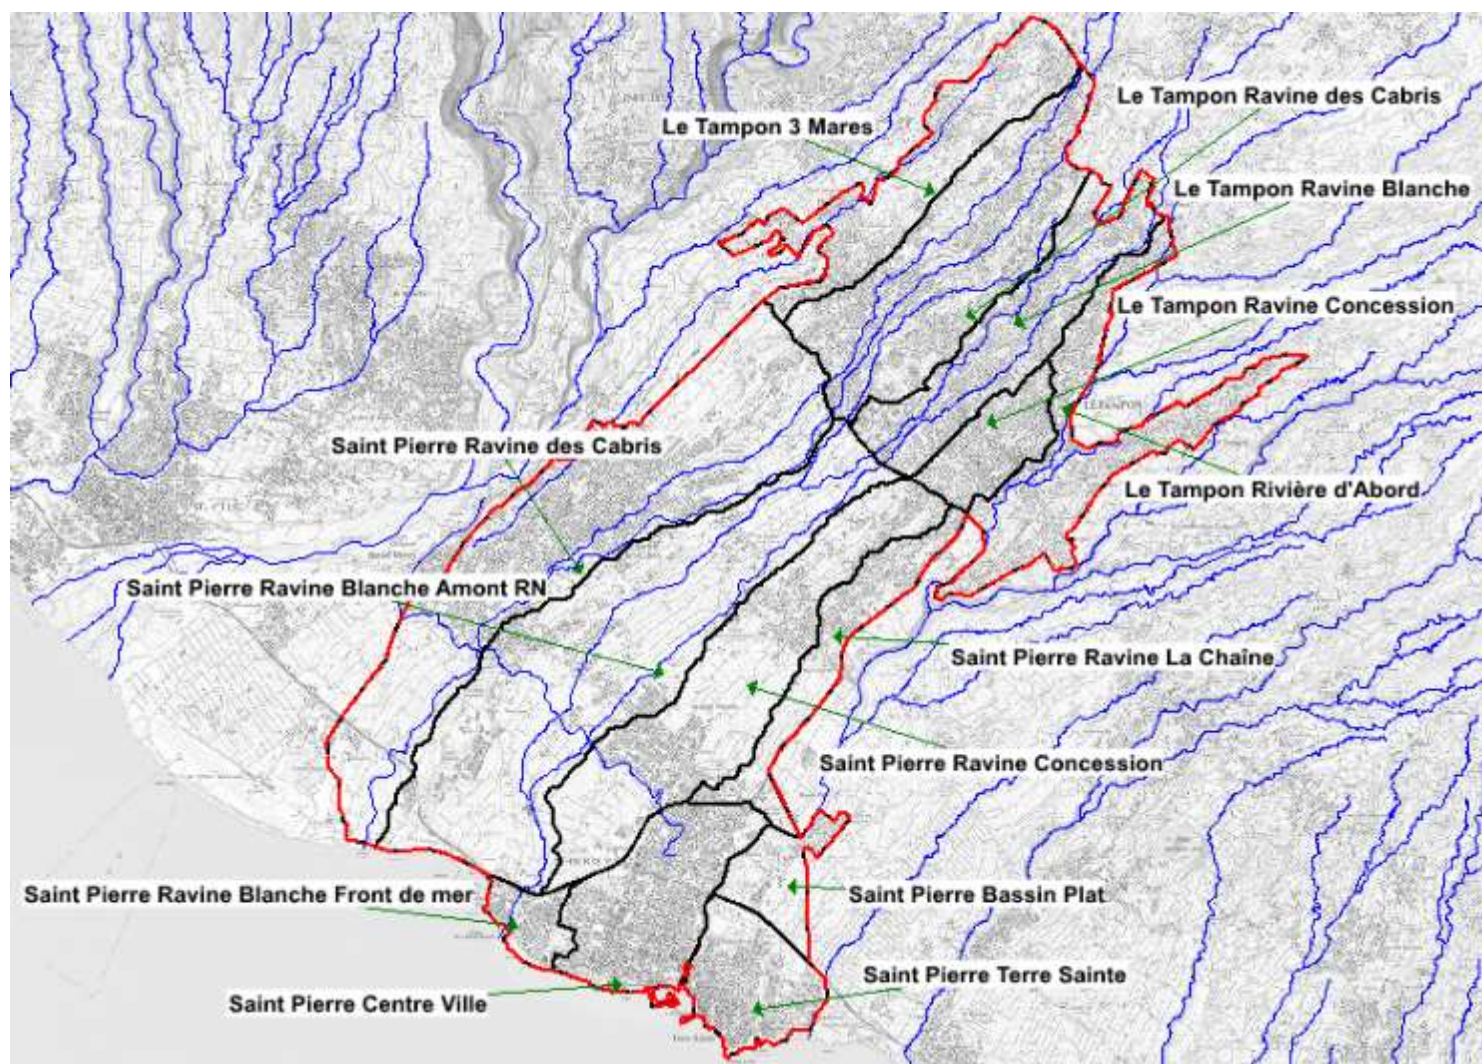 Le Tampon Ravine des Cabris
Le Tampon 3 Mares
Le Tampon Ravine Blanche
Le Tampon Ravine Concession
Saint Pierre Ravine des Cabris
Le Tampon Rivière d'Abord
Saint Pierre Ravine Blanche Amont RN
Saint Pierre Ravine La Chaîne
Saint Pierre Ravine Concession
Saint Pierre Ravine Blanche Front de mer
Saint Pierre Bassin Plat
Saint Pierre Terre Sainte
Saint Pierre Centre Ville